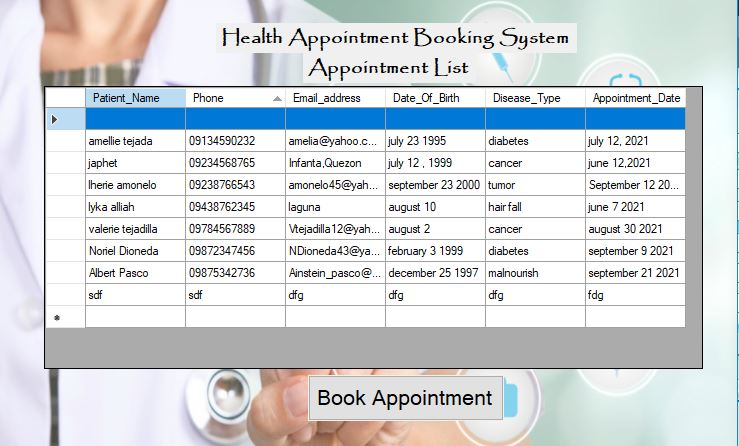 Health Appointment Booking System
Appointment List
Patient_Name Phone Email_address Date_Of_Birth Disease_Type Appointment_Date
amellie tejada 09134590232 amelia@yahoo.c... july 23 1995 diabetes july 12, 2021
japhet 09234568765 Infanta,Quezon july 12 , 1999 cancer june 12,2021
lherie amonelo 09238766543 amonelo45@yah... september 23 2000 tumor September 12 20...
lyka alliah 09438762345 laguna august 10 hair fall june 7 2021
valerie tejadilla 09784567889 Vtejadilla12@yah... august 2 cancer august 30 2021
Noriel Dioneda 09872347456 NDioneda43@ya... february 3 1999 diabetes september 9 2021
Albert Pasco 09875342736 Ainstein_pasco@... december 25 1997 malnourish september 21 2021
sdf sdf dfg dfg dfg fdg
Book Appointment